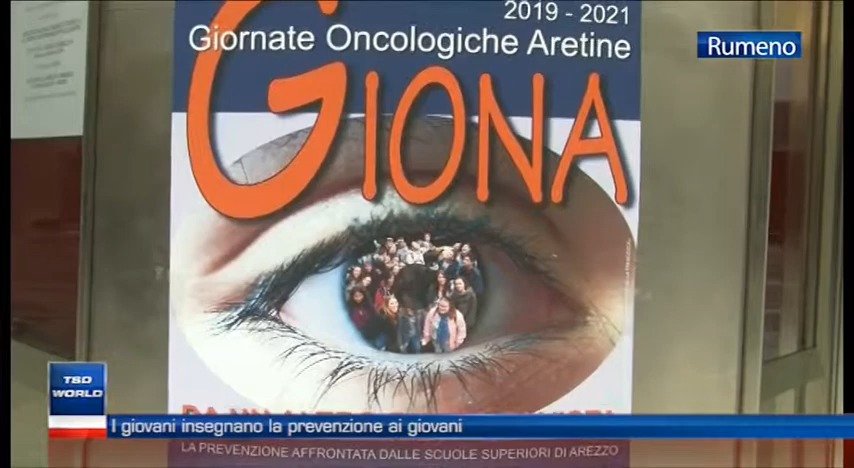 2019 - 2021
Giornate Oncologiche Aretine
Rumeno
GIONA
TSD
WORLD
I giovani insegnano la prevenzione ai giovani
LA PREVENZIONE AFFRONTATA DALLE SCUOLE SUPERIORI DI AREZZO